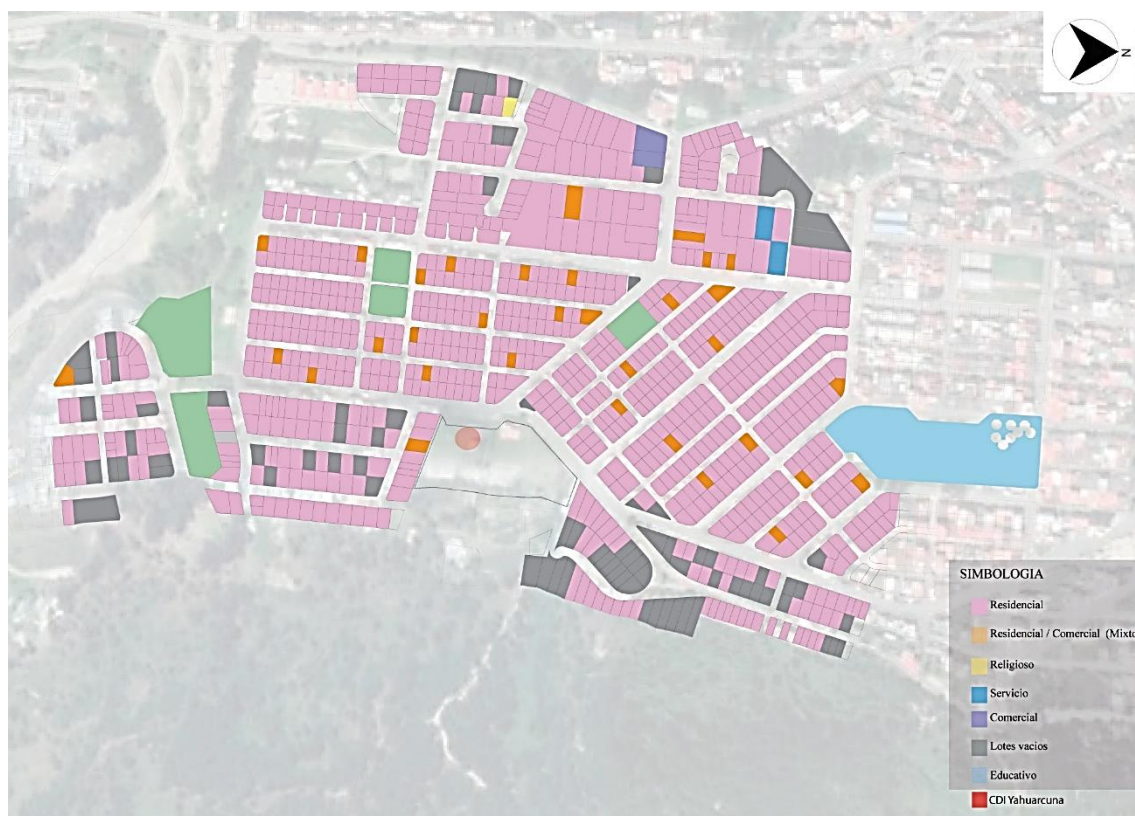 N
SIMBOLOGIA
Residencial
Residencial / Comercial (Mixto
Religioso
Servicio
Comercial
Lotes vacios
Educativo
CDI Yahuarcuna